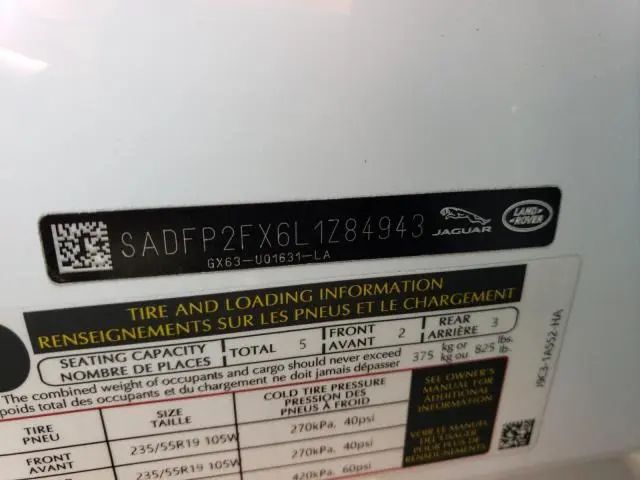 SADFP2FX6L1Z84943
JAGUAR
LAND ROVER
GX63-U01631-LA
TIRE AND LOADING INFORMATION
RENSEIGNEMENTS SUR LES PNEUS ET LE CHARGEMENT
SEATING CAPACITY
NOMBRE DE PLACES
TOTAL 5
FRONT
AVANT
2
REAR
ARRIÈRE
3
The combined weight of occupants and cargo should never exceed
poids total des occupants et du chargement ne doit jamais dépasser
375 kg or
kg ou
825 lbs.
lb.
TIRE
PNEU
SIZE
TAILLE
COLD TIRE PRESSURE
PRESSION DES
PNEUS À FROID
SEE OWNER'S
MANUAL FOR
ADDITIONAL
INFORMATION
VOIR LE MANUEL
DE L'USAGER
POUR PLUS DE
RENSEIGNEMENTS
FRONT
AVANT
235/55R19 105W
270kPa, 40psi
235/55R19 105W
270kPa, 40psi
420kPa, 60psi
J9C3-1A552-HA